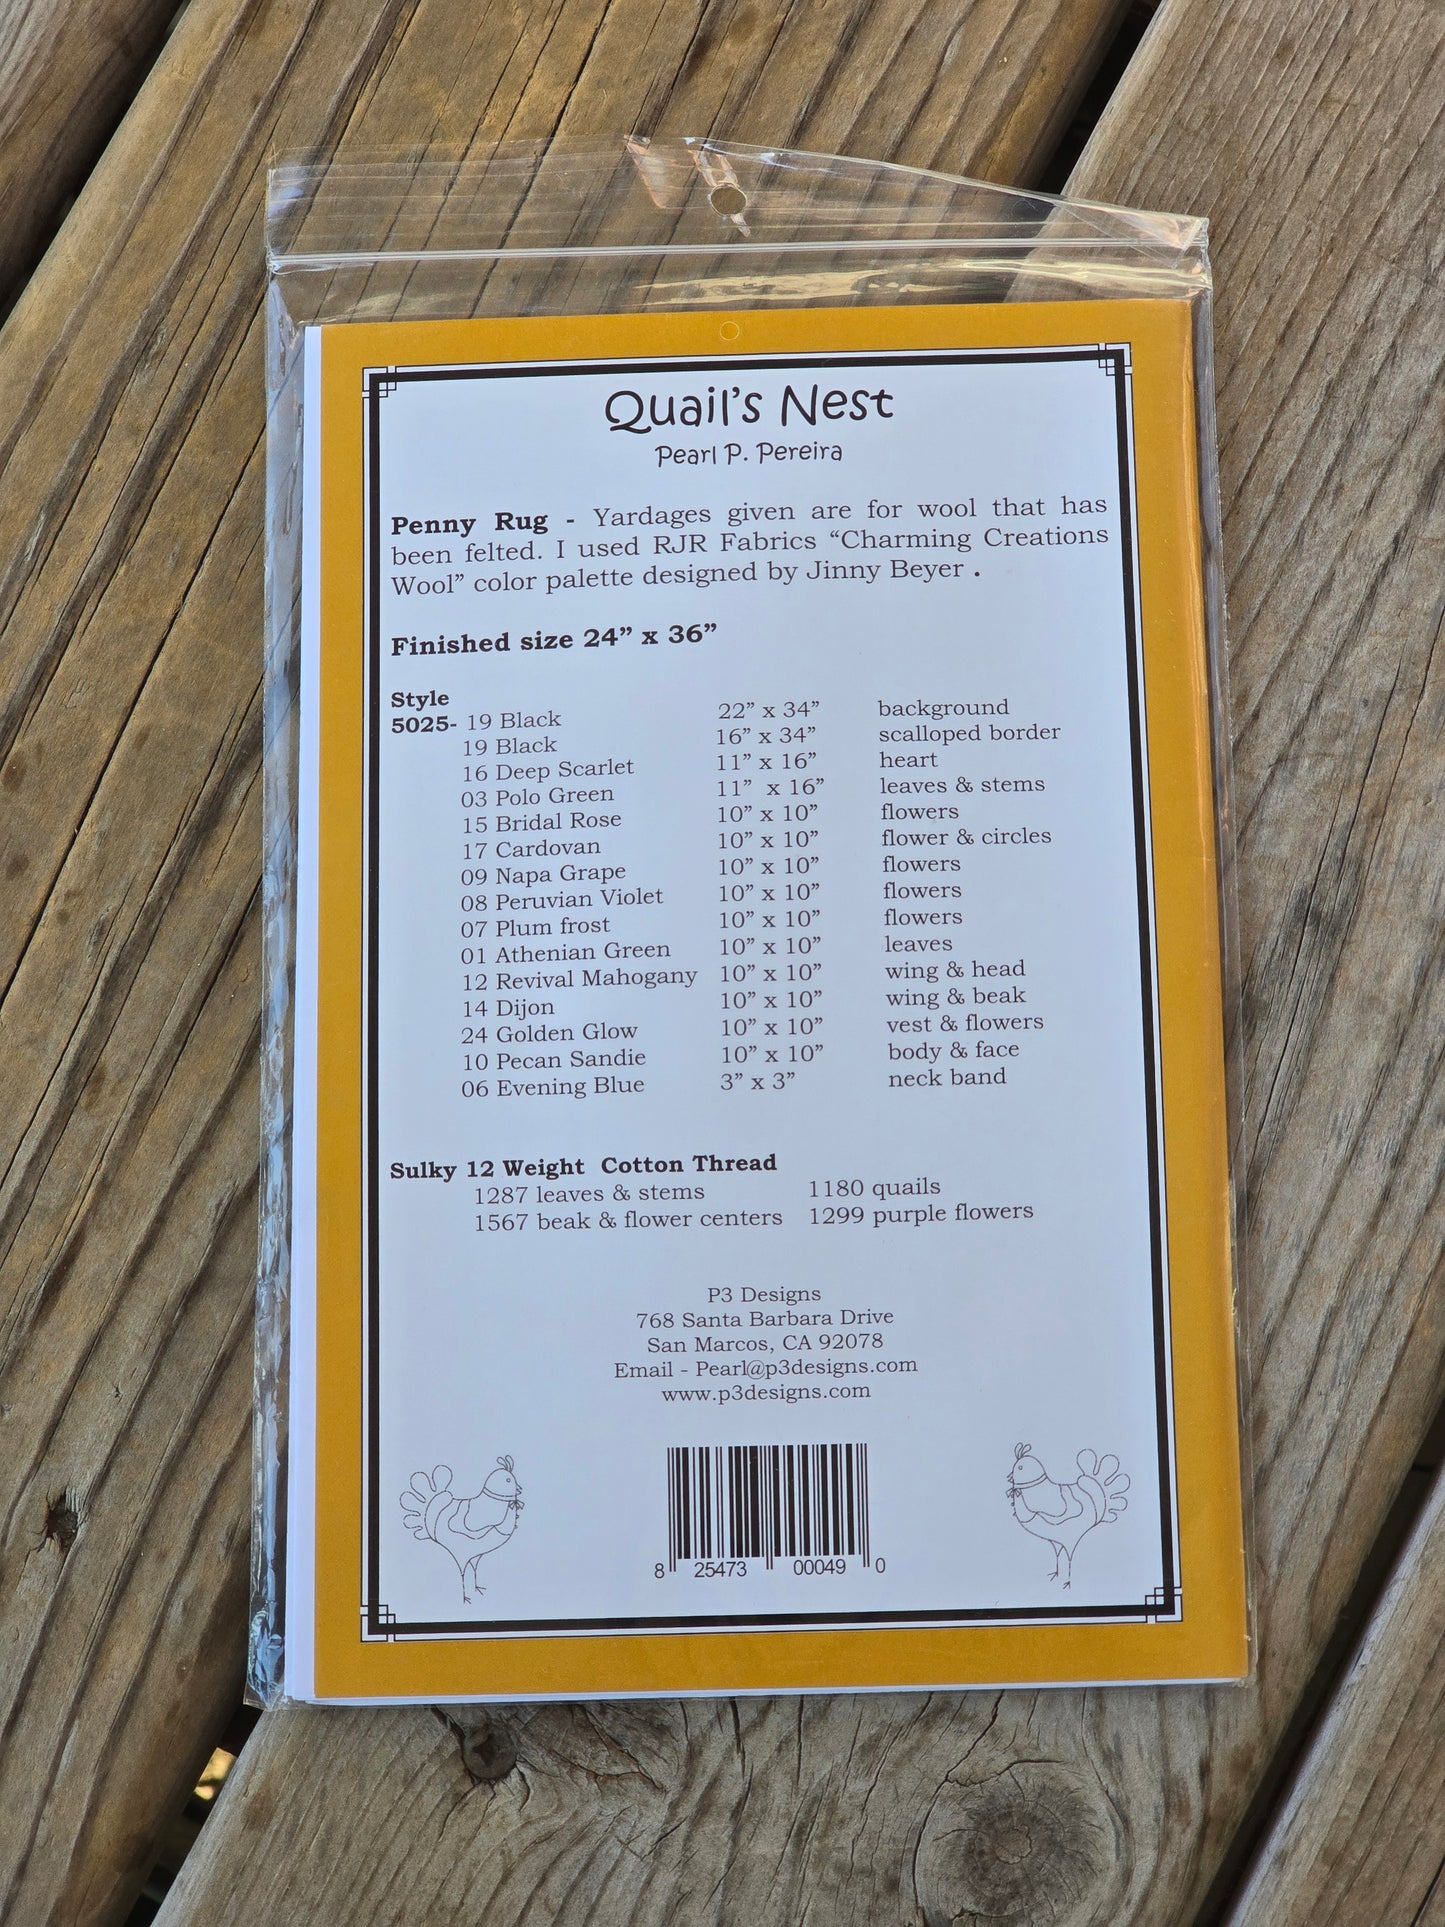 Quail's Nest
Pearl P. Pereira
Penny Rug - Yardages given are for wool that has
been felted. I used RJR Fabrics “Charming Creations
Wool” color palette designed by Jinny Beyer .
Finished size 24” x 36”
Style
5025- 19 Black 22” x 34” background
19 Black 16” x 34” scalloped border
16 Deep Scarlet 11” x 16” heart
03 Polo Green 11” x 16” leaves & stems
15 Bridal Rose 10” x 10” flowers
17 Cardovan 10” x 10” flower & circles
09 Napa Grape 10” x 10” flowers
08 Peruvian Violet 10” x 10” flowers
07 Plum frost 10” x 10” flowers
01 Athenian Green 10” x 10” leaves
12 Revival Mahogany 10” x 10” wing & head
14 Dijon 10” x 10” wing & beak
24 Golden Glow 10” x 10” vest & flowers
10 Pecan Sandie 10” x 10” body & face
06 Evening Blue 3” x 3” neck band
Sulky 12 Weight Cotton Thread
1287 leaves & stems 1180 quails
1567 beak & flower centers 1299 purple flowers
P3 Designs
768 Santa Barbara Drive
San Marcos, CA 92078
Email - Pearl@p3designs.com
www.p3designs.com
8 25473 00049 0